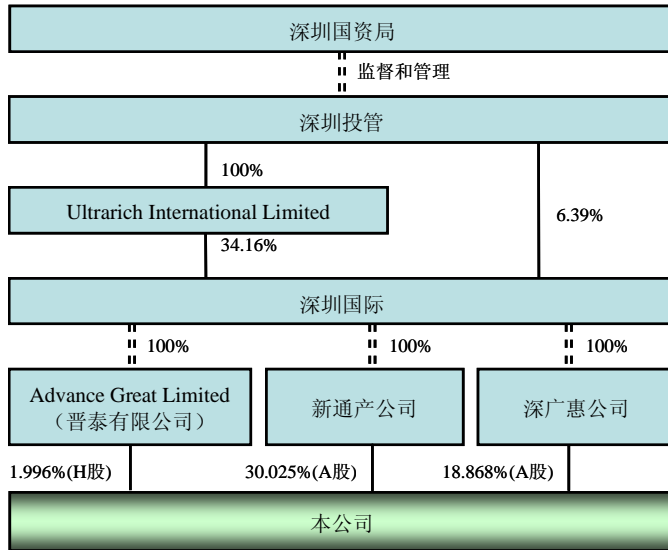 深圳国资局
监督和管理
深圳投管
100%
Ultrarich International Limited
6.39%
34.16%
深圳国际
100%
100%
100%
Advance Great Limited
（晋泰有限公司）
新通产公司
深广惠公司
1.996%(H股)
30.025%(A股)
18.868%(A股)
本公司